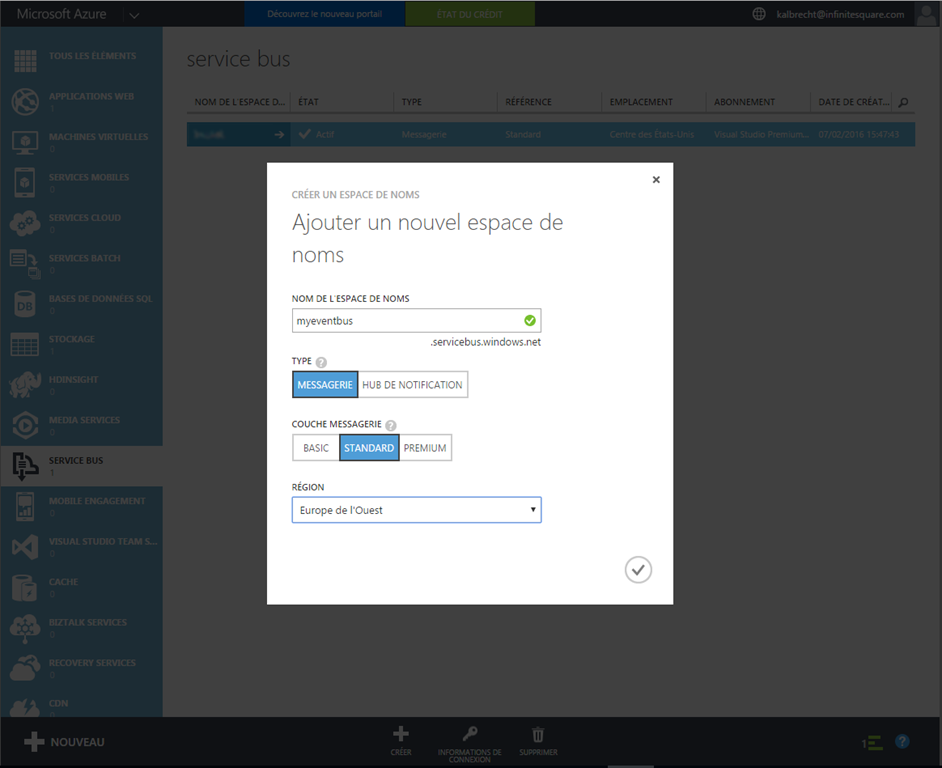 Microsoft Azure
Découvrez le nouveau portail
ÉTAT DU CRÉDIT
kalbrecht@infinitesquare.com
TOUS LES ÉLÉMENTS
APPLICATIONS WEB
1
MACHINES VIRTUELLES
0
SERVICES MOBILES
0
SERVICES CLOUD
0
SERVICES BATCH
0
BASES DE DONNÉES SQL
DB
0
STOCKAGE
1
HDINSIGHT
0
MEDIA SERVICES
0
SERVICE BUS
1
MOBILE ENGAGEMENT
0
VISUAL STUDIO TEAM S...
0
CACHE
0
BIZTALK SERVICES
0
RECOVERY SERVICES
0
CDN
0
service bus
NOM DE L'ESPACE D... ÉTAT TYPE RÉFÉRENCE EMPLACEMENT ABONNEMENT DATE DE CRÉAT...
Actif Messagerie Standard Centre des États-Unis Visual Studio Premium... 07/02/2016 15:47:43
CRÉER UN ESPACE DE NOMS
Ajouter un nouvel espace de
noms
NOM DE L'ESPACE DE NOMS
myeventbus
.servicebus.windows.net
TYPE ?
MESSAGERIE HUB DE NOTIFICATION
COUCHE MESSAGERIE ?
BASIC STANDARD PREMIUM
RÉGION
Europe de l'Ouest
NOUVEAU
CRÉER
INFORMATIONS DE
CONNEXION
SUPPRIMER
1
?